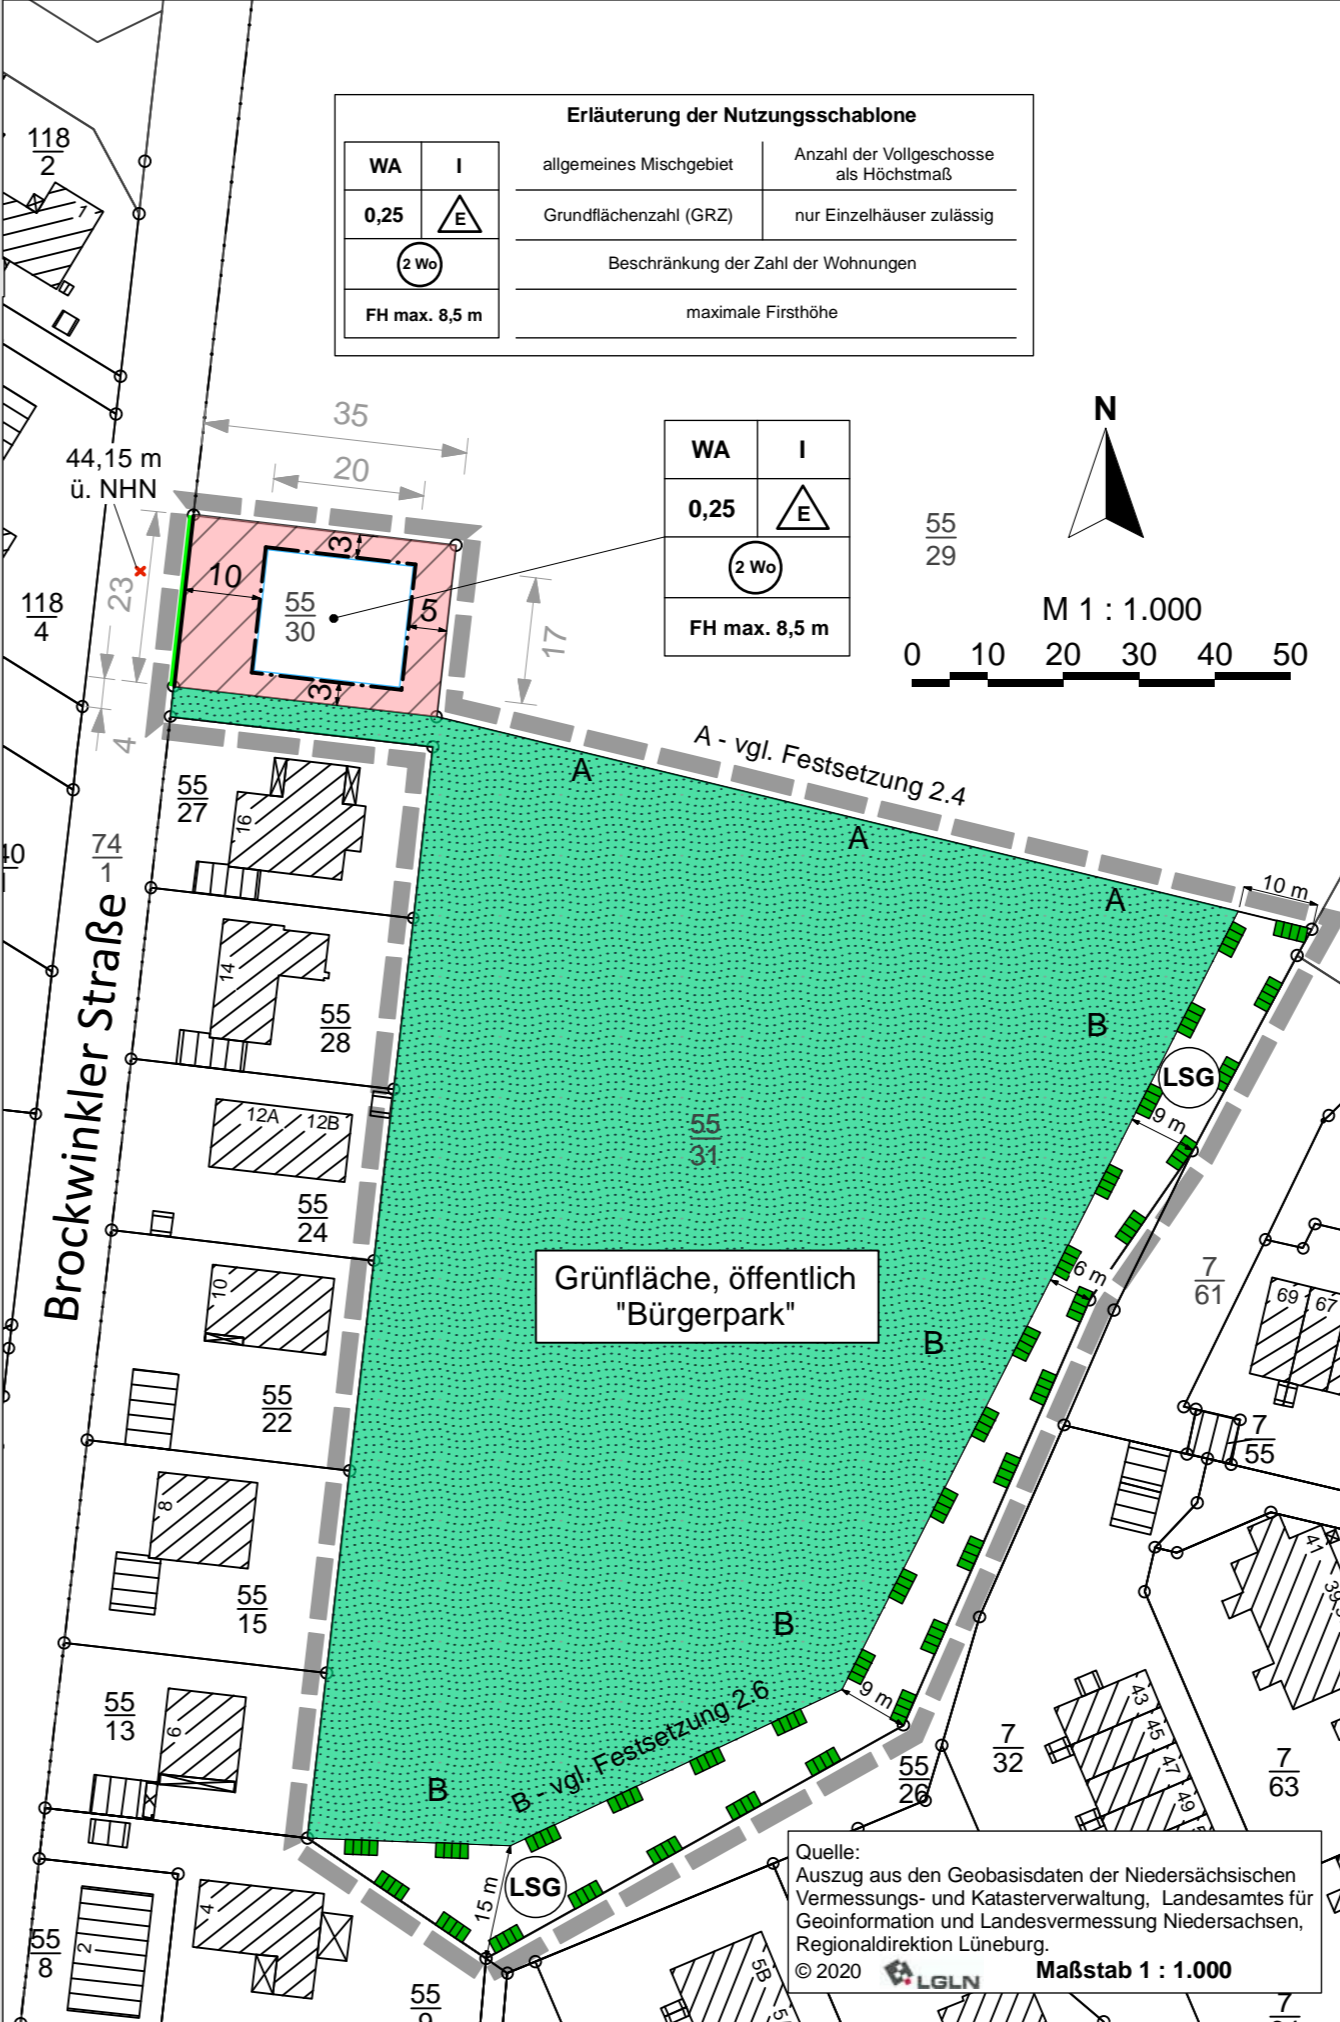 Erläuterung der Nutzungsschablone
WA I
allgemeines Mischgebiet
Anzahl der Vollgeschosse
als Höchstmaß
0,25 E
Grundflächenzahl (GRZ)
nur Einzelhäuser zulässig
2 Wo
Beschränkung der Zahl der Wohnungen
FH max. 8,5 m
maximale Firsthöhe
118
2
1
35
20
44,15 m
ü. NHN
WA I
0,25 E
2 Wo
FH max. 8,5 m
N
55
29
M 1 : 1.000
0 10 20 30 40 50
118
4
23
10
3
5
3
17
4
55
30
A - vgl. Festsetzung 2.4
A
A
A
10 m
55
27
16
74
1
40
Brockwinkler Straße
14
55
28
12A 12B
55
24
10
55
22
8
55
15
55
13
6
B
LSG
9 m
55
31
Grünfläche, öffentlich
"Bürgerpark"
6 m
B
7
61
69 67
7
55
41
B
9 m
B - vgl. Festsetzung 2.6
B
55
26
7
32
43
45
47
49
7
63
LSG
15 m
4
2
55
8
55
9
5B
Quelle:
Auszug aus den Geobasisdaten der Niedersächsischen
Vermessungs- und Katasterverwaltung, Landesamtes für
Geoinformation und Landesvermessung Niedersachsen,
Regionaldirektion Lüneburg.
© 2020 LGLN Maßstab 1 : 1.000
7